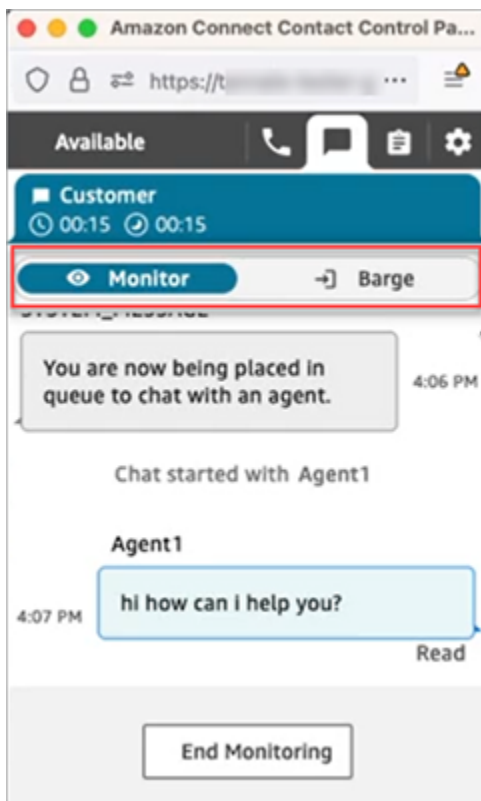 Amazon Connect Contact Control Pa...
https://t ...
Available
Customer
00:15 00:15
Monitor Barge
SYSTEM_MESSAGE
You are now being placed in
queue to chat with an agent.
4:06 PM
Chat started with Agent1
Agent1
hi how can i help you?
4:07 PM
Read
End Monitoring